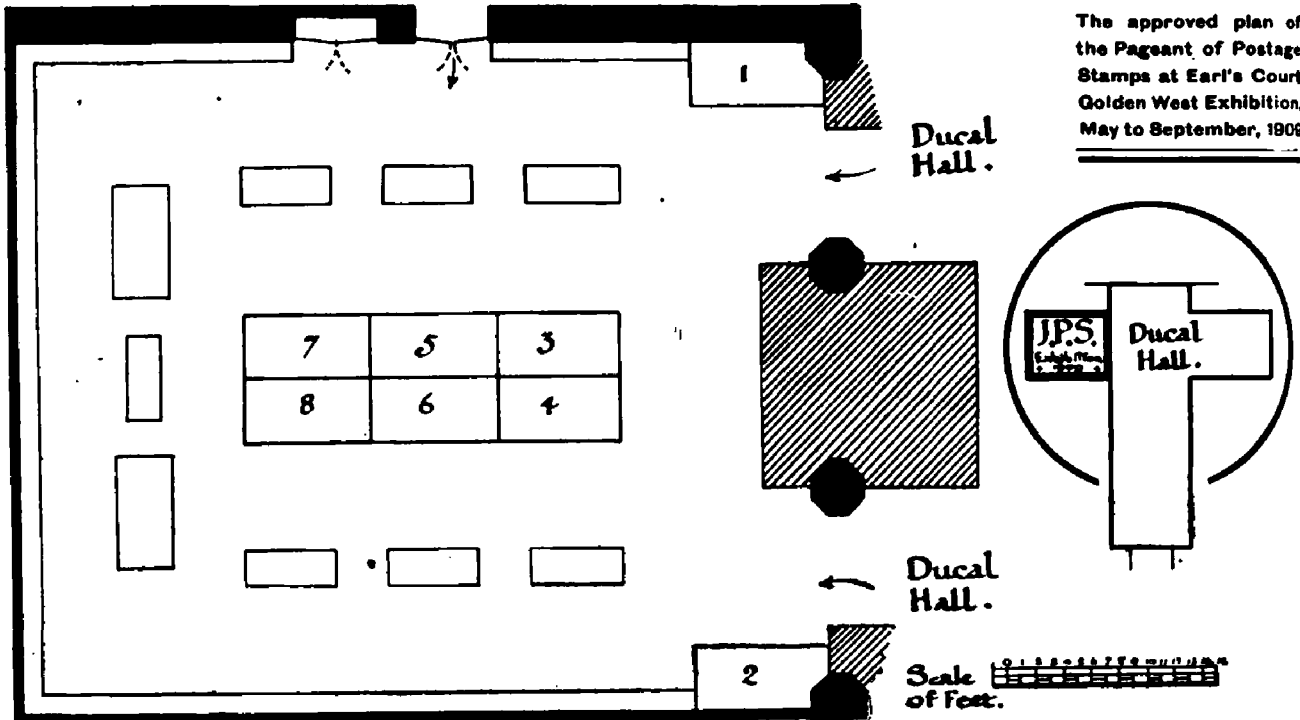 The approved plan of
the Pageant of Postage
Stamps at Earl's Court
Golden West Exhibition,
May to September, 1909
1
Ducal
Hall.
7 5 3
8 6 4
J.P.S.
Ducal
Hall.
Ducal
Hall.
2
Scale
of Feet.